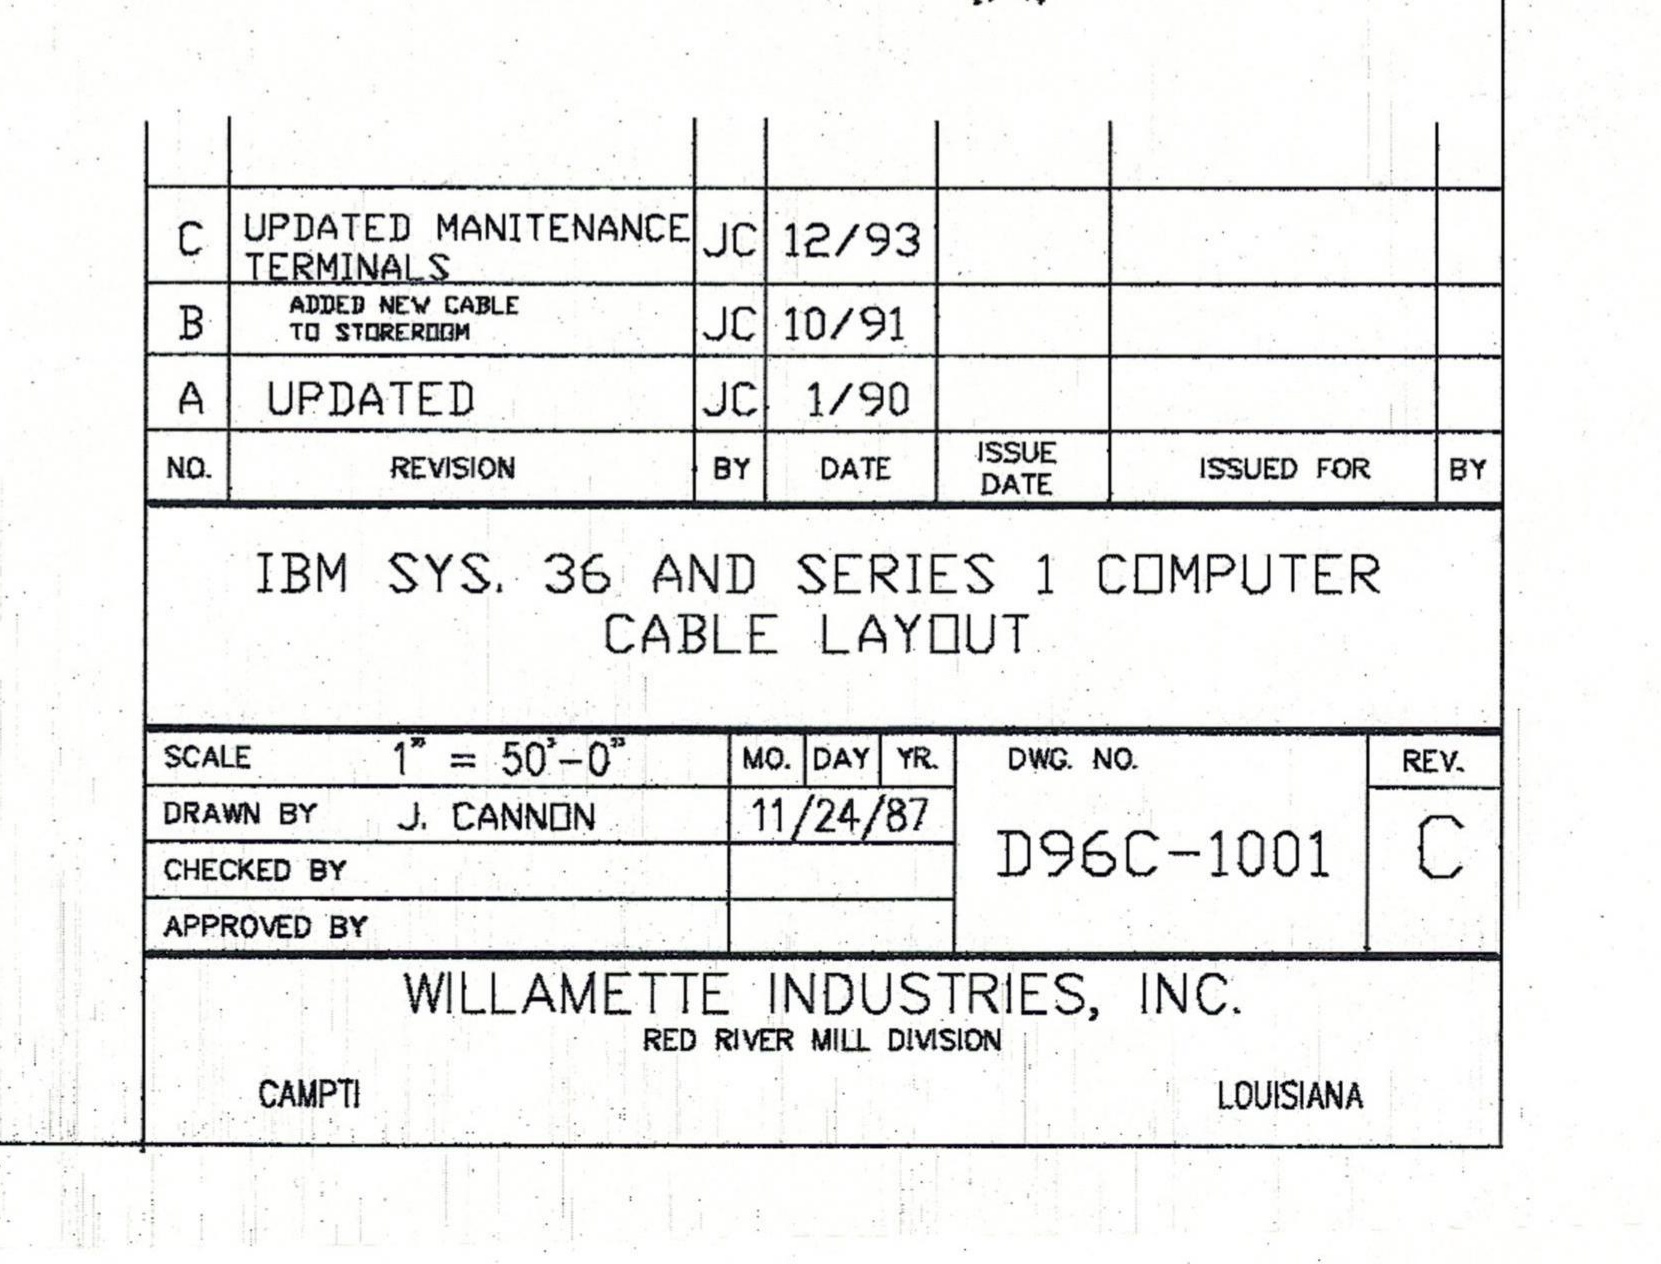 C UPDATED MANITENANCE TERMINALS JC 12/93
B ADDED NEW CABLE TO STOREROOM JC 10/91
A UPDATED JC 1/90
NO. REVISION BY DATE ISSUE DATE ISSUED FOR BY
IBM SYS. 36 AND SERIES 1 COMPUTER
CABLE LAYOUT
SCALE 1" = 50'-0" MO. DAY YR. DWG. NO. REV.
DRAWN BY J. CANNON 11/24/87 D96C-1001 C
CHECKED BY
APPROVED BY
WILLAMETTE INDUSTRIES, INC.
RED RIVER MILL DIVISION
CAMPTI LOUISIANA